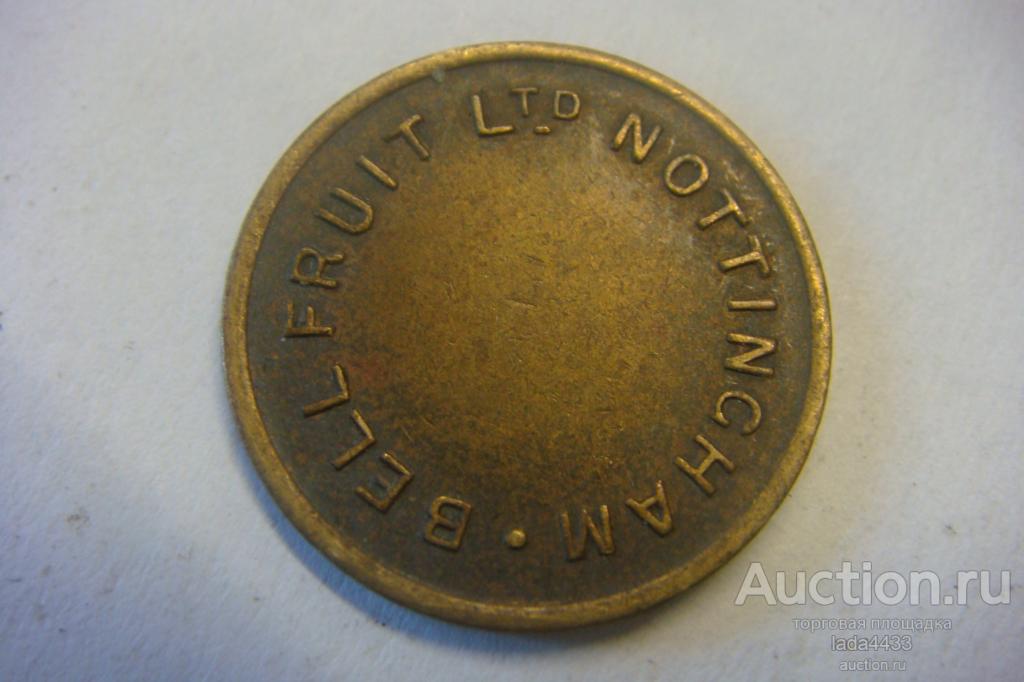 BELLFRUIT LTD NOTTINGHAM ·
Auction.ru
торговая площадка
lada4433
auction.ru